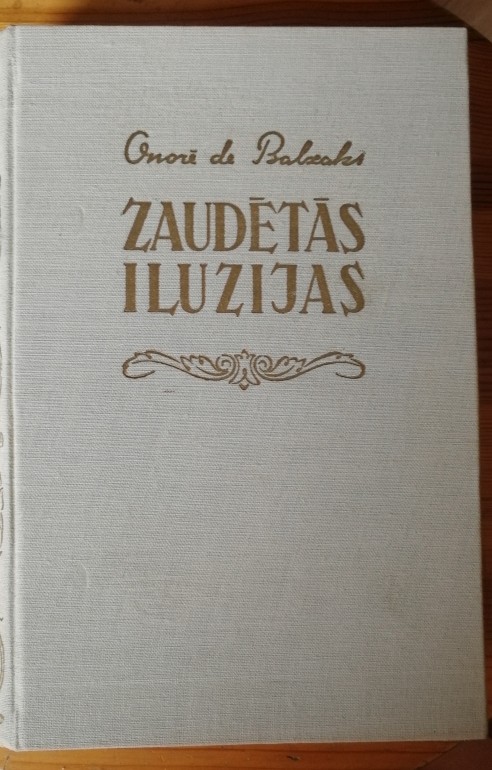 Onorē de Balzaks
ZAUDĒTĀS
ILUZIJAS